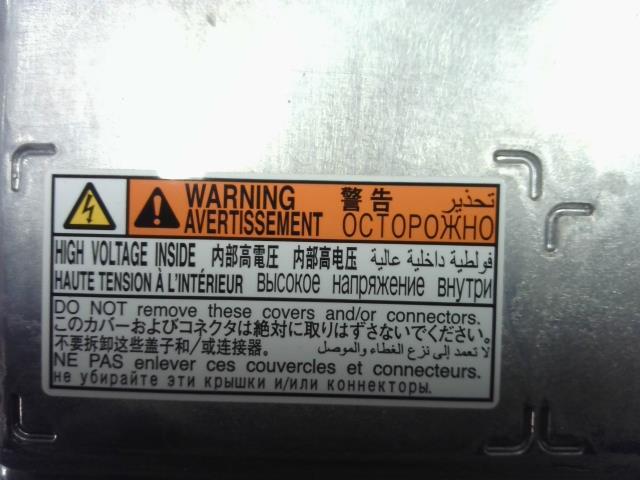 WARNING 警告 تحذير
AVERTISSEMENT ОСТОРОЖНО
HIGH VOLTAGE INSIDE 内部高電圧 内部高电压 فولطية داخلية عالية
HAUTE TENSION À L'INTÉRIEUR Высокое напряжение внутри
DO NOT remove these covers and/or connectors.
このカバーおよびコネクタは絶対に取りはずさないでください。
不要拆卸这些盖子和/或连接器。 لا تعمد إلى نزع الغطاء والموصل
NE PAS enlever ces couvercles et connecteurs.
не убирайте эти крышки и/или коннекторы.